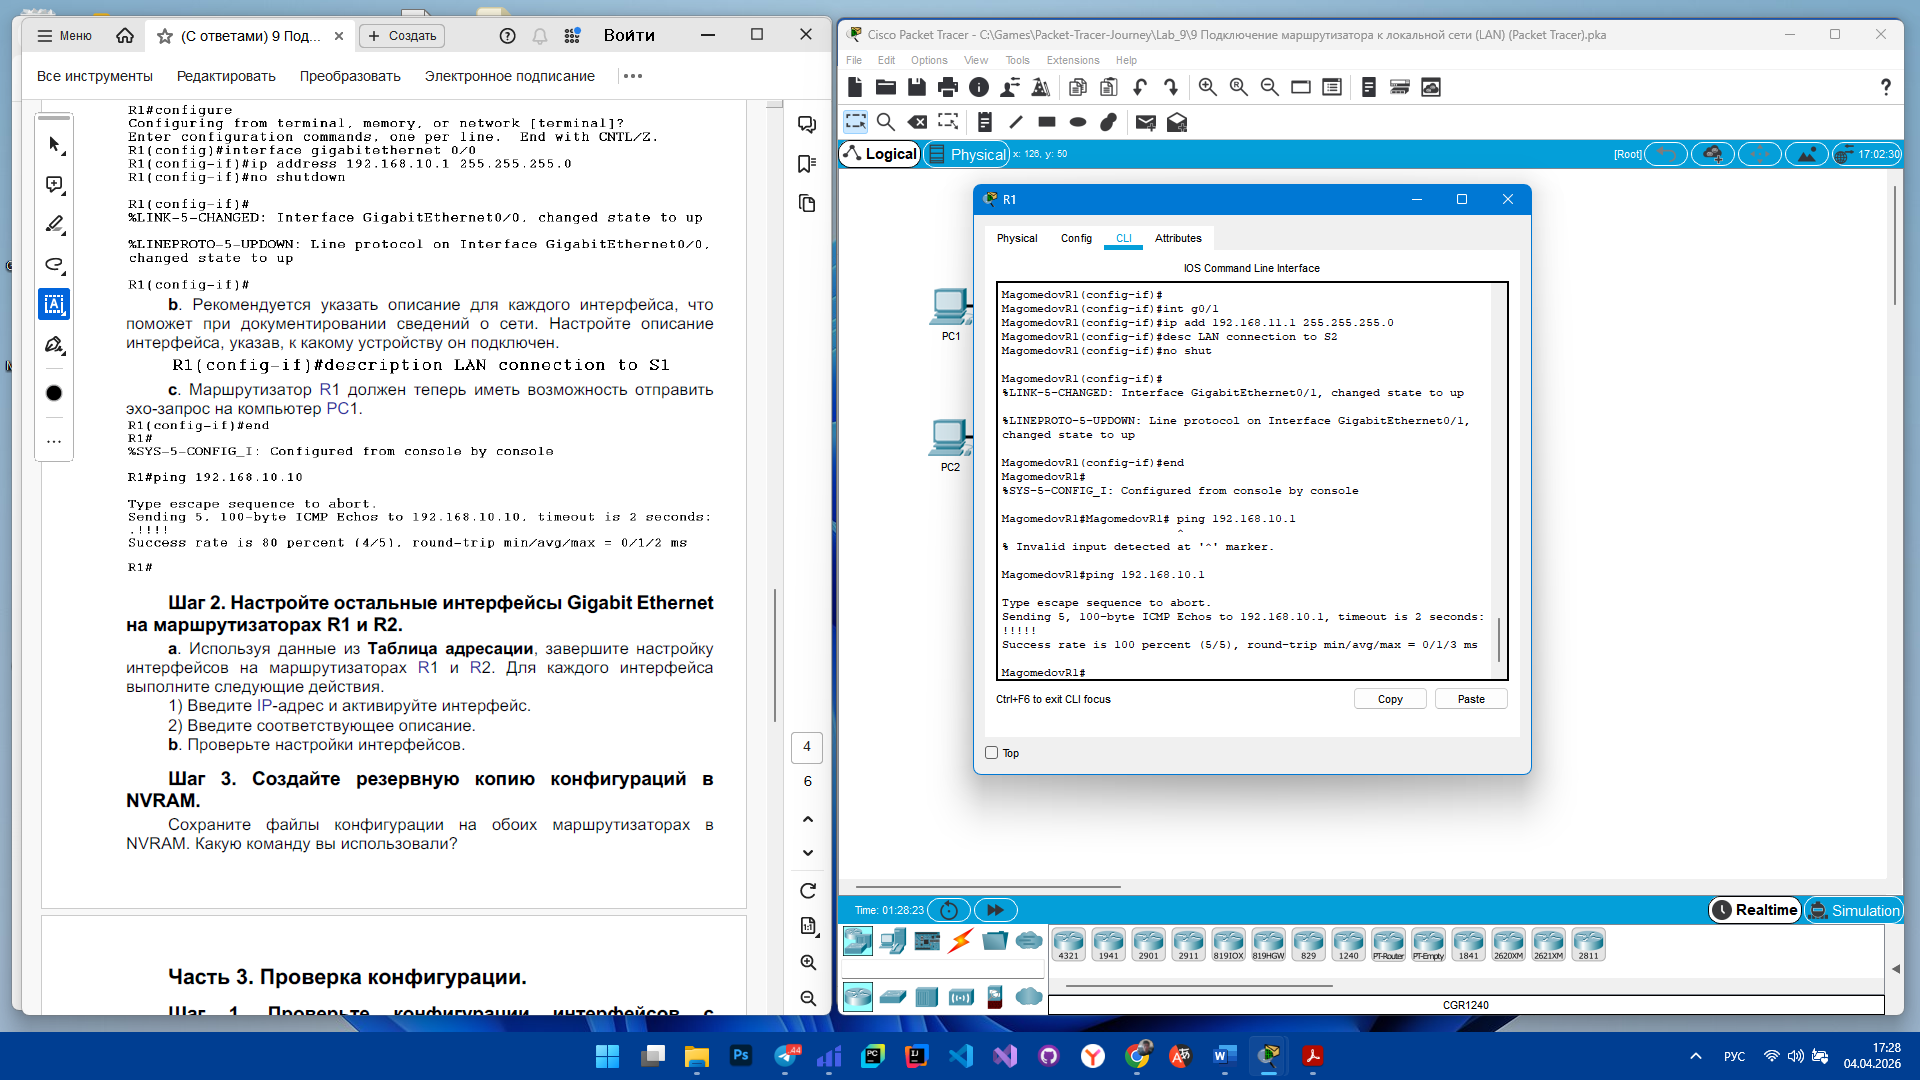 Меню
(С ответами) 9 Под...
Создать
Войти
Все инструменты
Редактировать
Преобразовать
Электронное подписание
R1#configure
Configuring from terminal, memory, or network [terminal]?
Enter configuration commands, one per line.  End with CNTL/Z.
R1(config)#interface gigabitethernet 0/0
R1(config-if)#ip address 192.168.10.1 255.255.255.0
R1(config-if)#no shutdown
R1(config-if)#
%LINK-5-CHANGED: Interface GigabitEthernet0/0, changed state to up
%LINEPROTO-5-UPDOWN: Line protocol on Interface GigabitEthernet0/0,
changed state to up
R1(config-if)#
b. Рекомендуется указать описание для каждого интерфейса, что
поможет при документировании сведений о сети. Настройте описание
интерфейса, указав, к какому устройству он подключен.
R1(config-if)#description LAN connection to S1
c. Маршрутизатор R1 должен теперь иметь возможность отправить
эхо-запрос на компьютер PC1.
R1(config-if)#end
R1#
%SYS-5-CONFIG_I: Configured from console by console
R1#ping 192.168.10.10
Type escape sequence to abort.
Sending 5, 100-byte ICMP Echos to 192.168.10.10, timeout is 2 seconds:
.!!!!
Success rate is 80 percent (4/5), round-trip min/avg/max = 0/1/2 ms
R1#
Шаг 2. Настройте остальные интерфейсы Gigabit Ethernet
на маршрутизаторах R1 и R2.
a. Используя данные из Таблица адресации, завершите настройку
интерфейсов на маршрутизаторах R1 и R2. Для каждого интерфейса
выполните следующие действия.
1) Введите IP-адрес и активируйте интерфейс.
2) Введите соответствующее описание.
b. Проверьте настройки интерфейсов.
Шаг 3. Создайте резервную копию конфигураций в
NVRAM.
Сохраните файлы конфигурации на обоих маршрутизаторах в
NVRAM. Какую команду вы использовали?
Часть 3. Проверка конфигурации.
Шаг 1. Проверьте конфигурации интерфейсов с
4
6
Cisco Packet Tracer - C:\Games\Packet-Tracer-Journey\Lab_9\9 Подключение маршрутизатора к локальной сети (LAN) (Packet Tracer).pka
File Edit Options View Tools Extensions Help
Logical
Physical
x: 126, y: 50
[Root]
17:02:30
PC1
PC2
R1
Physical
Config
CLI
Attributes
IOS Command Line Interface
MagomedovR1(config-if)#
MagomedovR1(config-if)#int g0/1
MagomedovR1(config-if)#ip add 192.168.11.1 255.255.255.0
MagomedovR1(config-if)#desc LAN connection to S2
MagomedovR1(config-if)#no shut
MagomedovR1(config-if)#
%LINK-5-CHANGED: Interface GigabitEthernet0/1, changed state to up
%LINEPROTO-5-UPDOWN: Line protocol on Interface GigabitEthernet0/1,
changed state to up
MagomedovR1(config-if)#end
MagomedovR1#
%SYS-5-CONFIG_I: Configured from console by console
MagomedovR1#MagomedovR1# ping 192.168.10.1
^
% Invalid input detected at '^' marker.
MagomedovR1#ping 192.168.10.1
Type escape sequence to abort.
Sending 5, 100-byte ICMP Echos to 192.168.10.1, timeout is 2 seconds:
!!!!!
Success rate is 100 percent (5/5), round-trip min/avg/max = 0/1/3 ms
MagomedovR1#
Ctrl+F6 to exit CLI focus
Copy
Paste
Top
Time: 01:28:23
Realtime
Simulation
4321 1941 2901 2911 819IOX 819HGW 829 1240 PT-Router PT-Empty 1841 2620XM 2621XM 2811
CGR1240
РУС
17:28
04.04.2026